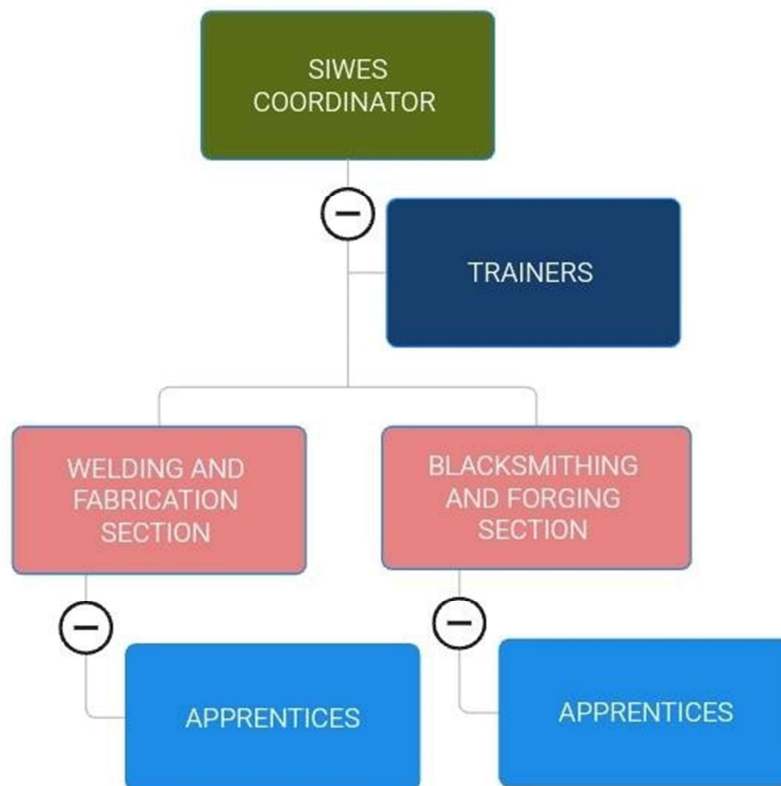 SIWES
COORDINATOR
TRAINERS
WELDING AND
FABRICATION
SECTION
BLACKSMITHING
AND FORGING
SECTION
APPRENTICES
APPRENTICES